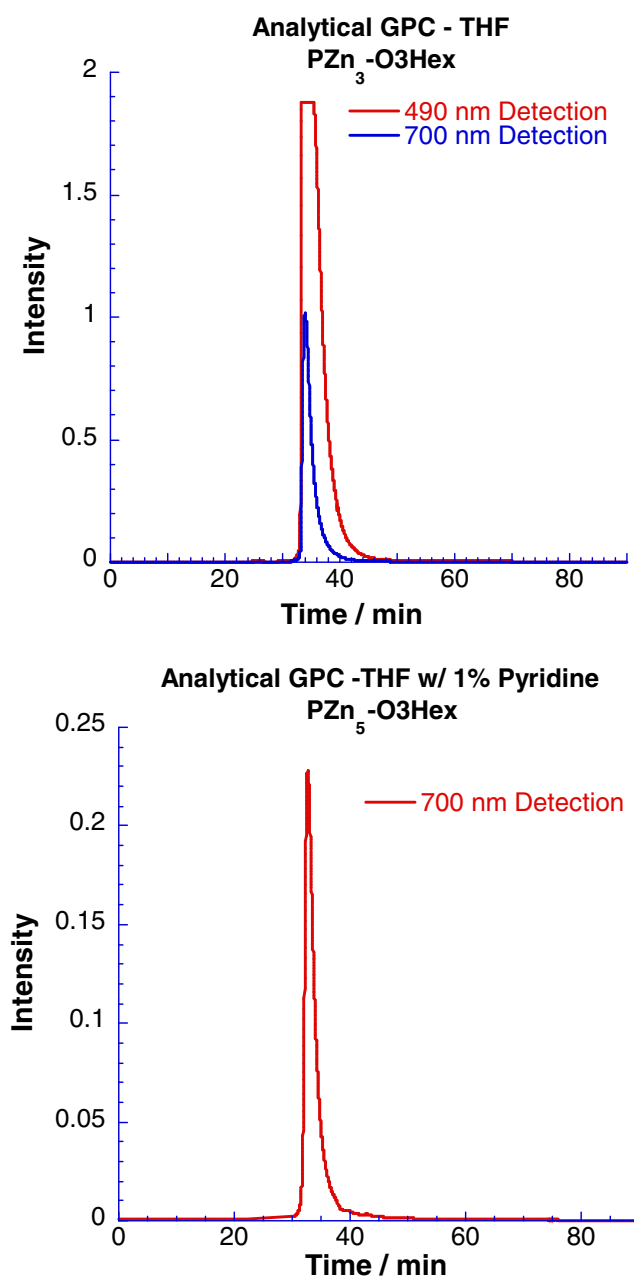 Analytical GPC - THF
PZn3-O3Hex
2
490 nm Detection
700 nm Detection
1.5
Intensity
1
0.5
0
0 20 40 60 80
Time / min
Analytical GPC -THF w/ 1% Pyridine
PZn5-O3Hex
0.25
700 nm Detection
0.2
0.15
Intensity
0.1
0.05
0
0 20 40 60 80
Time / min